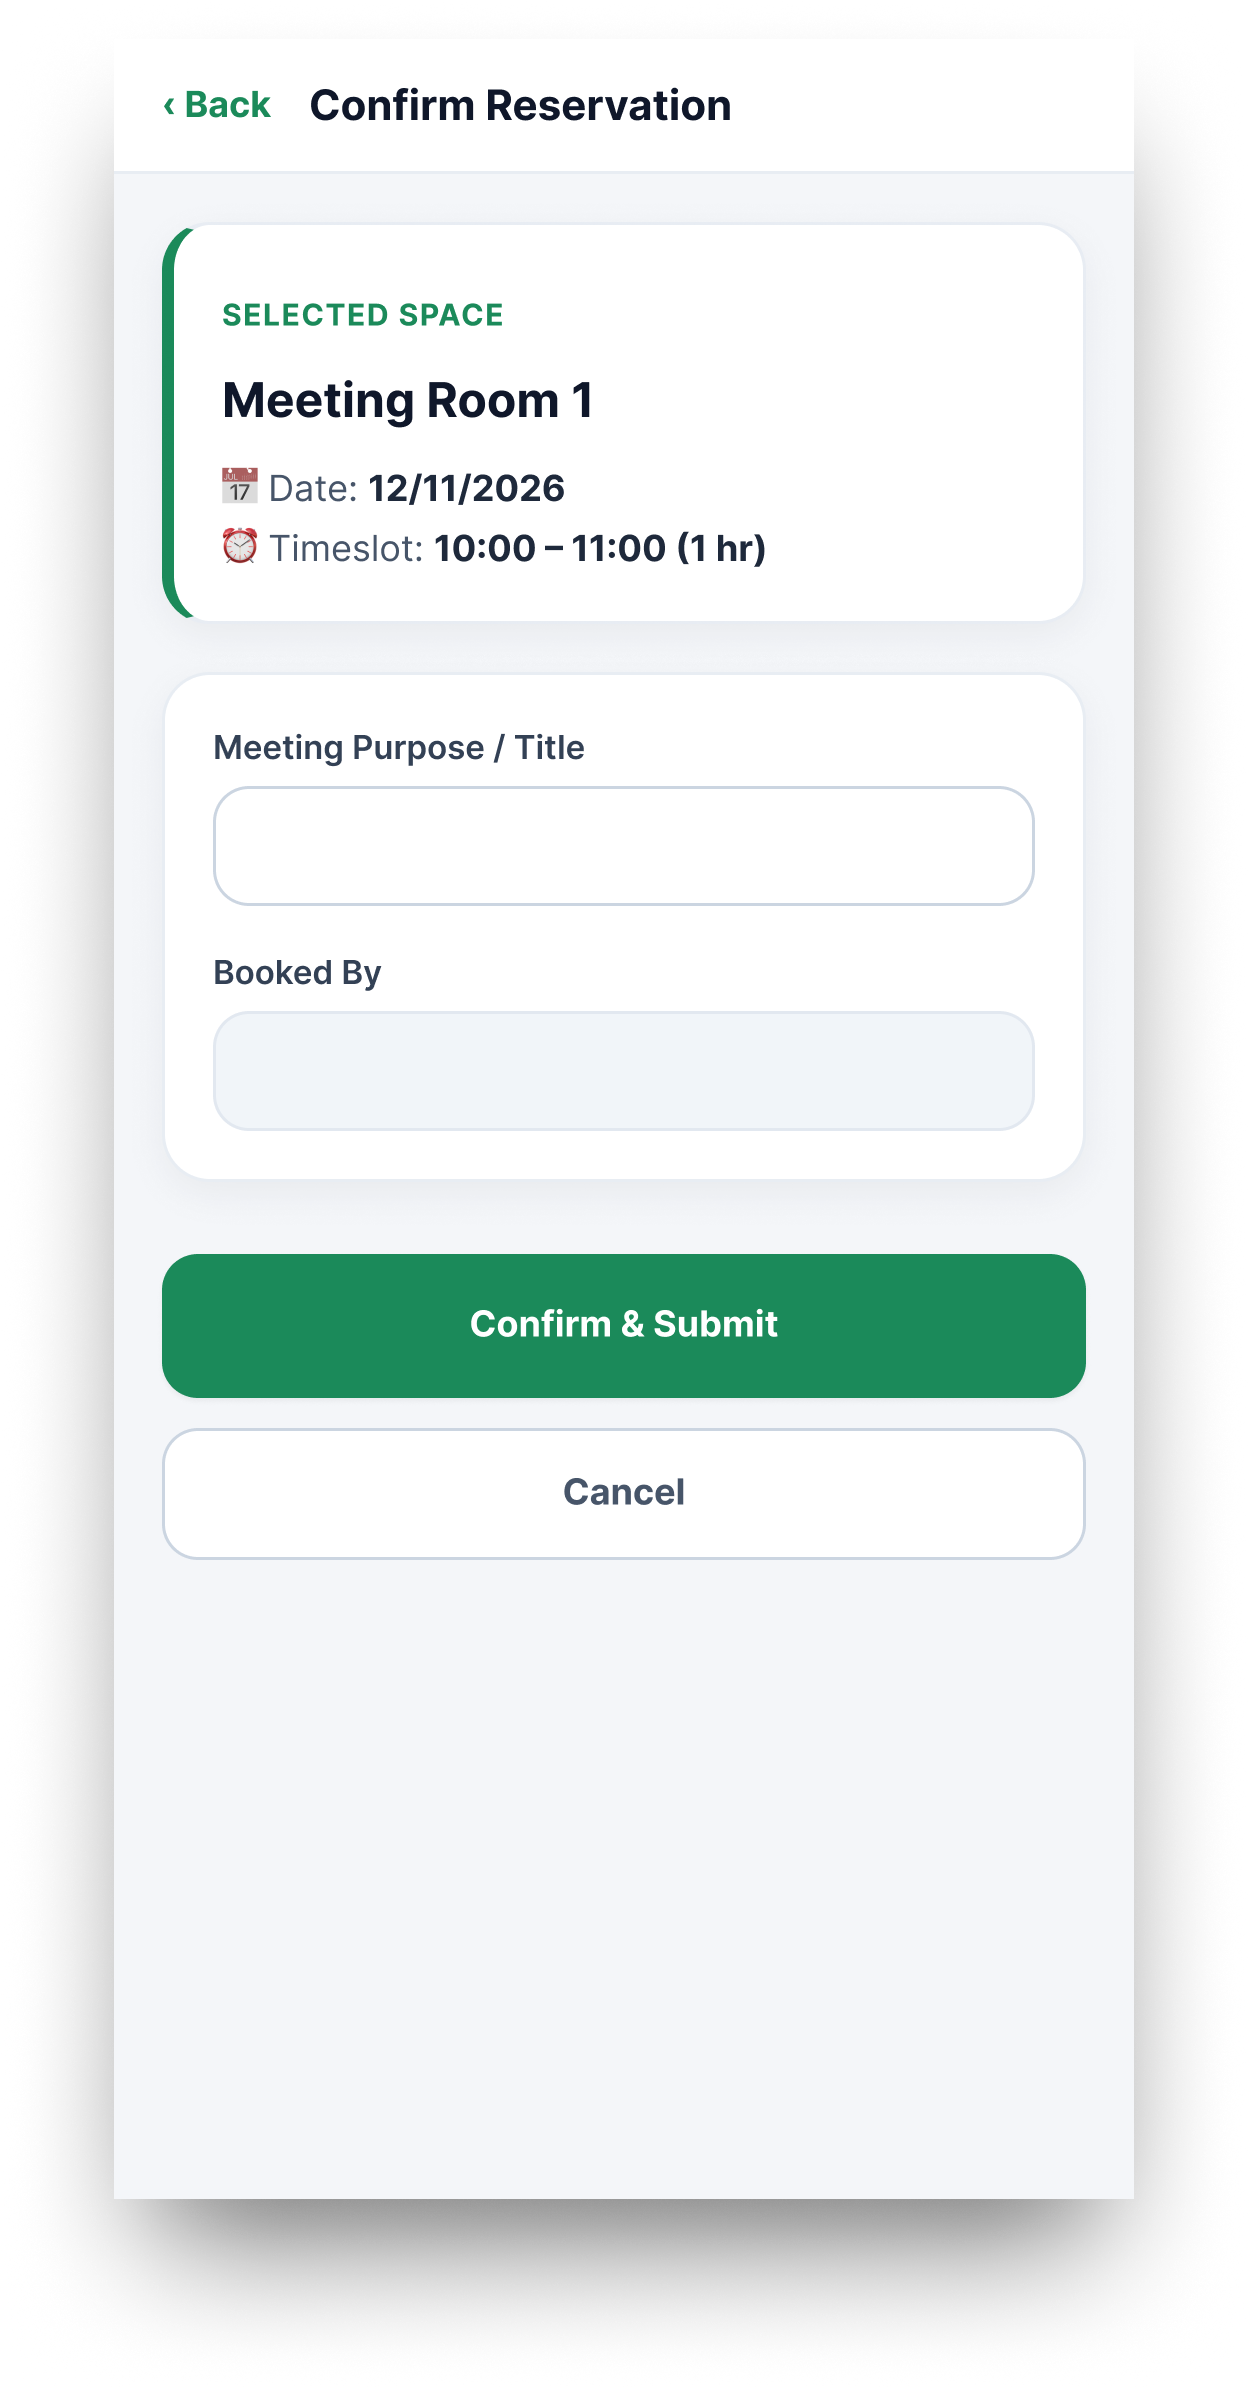 ‹ Back Confirm Reservation
SELECTED SPACE
Meeting Room 1
📅 Date: 12/11/2026
⏰ Timeslot: 10:00 – 11:00 (1 hr)
Meeting Purpose / Title
Booked By
Confirm & Submit
Cancel